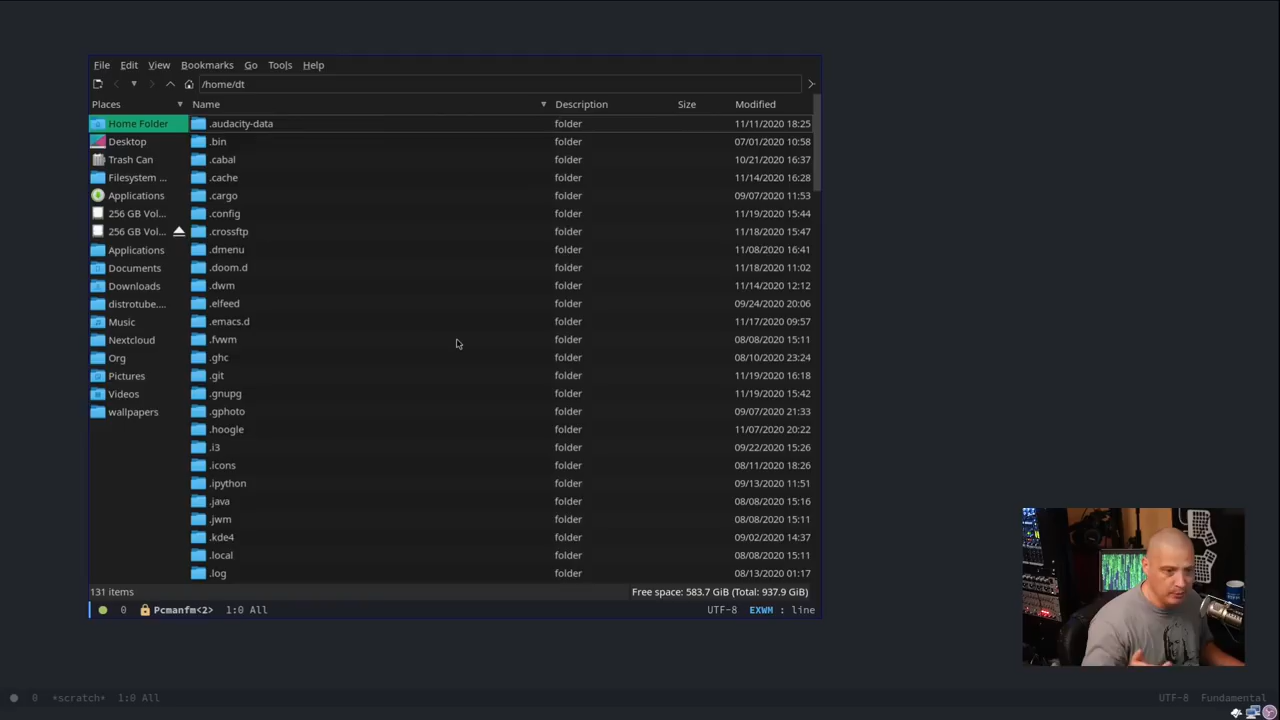 File Edit View Bookmarks Go Tools Help
/home/dt
Places Name Description Size Modified
Home Folder .audacity-data folder 11/11/2020 18:25
Desktop .bin folder 07/01/2020 10:58
Trash Can .cabal folder 10/21/2020 16:37
Filesystem ... .cache folder 11/14/2020 16:28
Applications .cargo folder 09/07/2020 11:53
256 GB Vol... .config folder 11/19/2020 15:44
256 GB Vol... .crossftp folder 11/18/2020 15:47
Applications .dmenu folder 11/08/2020 16:41
Documents .doom.d folder 11/18/2020 11:02
Downloads .dwm folder 11/14/2020 12:12
distrotube.... .elfeed folder 09/24/2020 20:06
Music .emacs.d folder 11/17/2020 09:57
Nextcloud .fvwm folder 08/08/2020 15:11
Org .ghc folder 08/10/2020 23:24
Pictures .git folder 11/19/2020 16:18
Videos .gnupg folder 11/19/2020 15:42
wallpapers .gphoto folder 09/07/2020 21:33
.hoogle folder 11/07/2020 20:22
.i3 folder 09/22/2020 15:26
.icons folder 08/11/2020 18:26
.ipython folder 09/13/2020 11:51
.java folder 08/08/2020 15:16
.jwm folder 08/08/2020 15:11
.kde4 folder 09/02/2020 14:37
.local folder 08/08/2020 15:11
.log folder 08/13/2020 01:17
131 items Free space: 583.7 GiB (Total: 937.9 GiB)
0 Pcmanfm<2> 1:0 All UTF-8 EXWM : line
0 *scratch* 1:0 All UTF-8 Fundamental